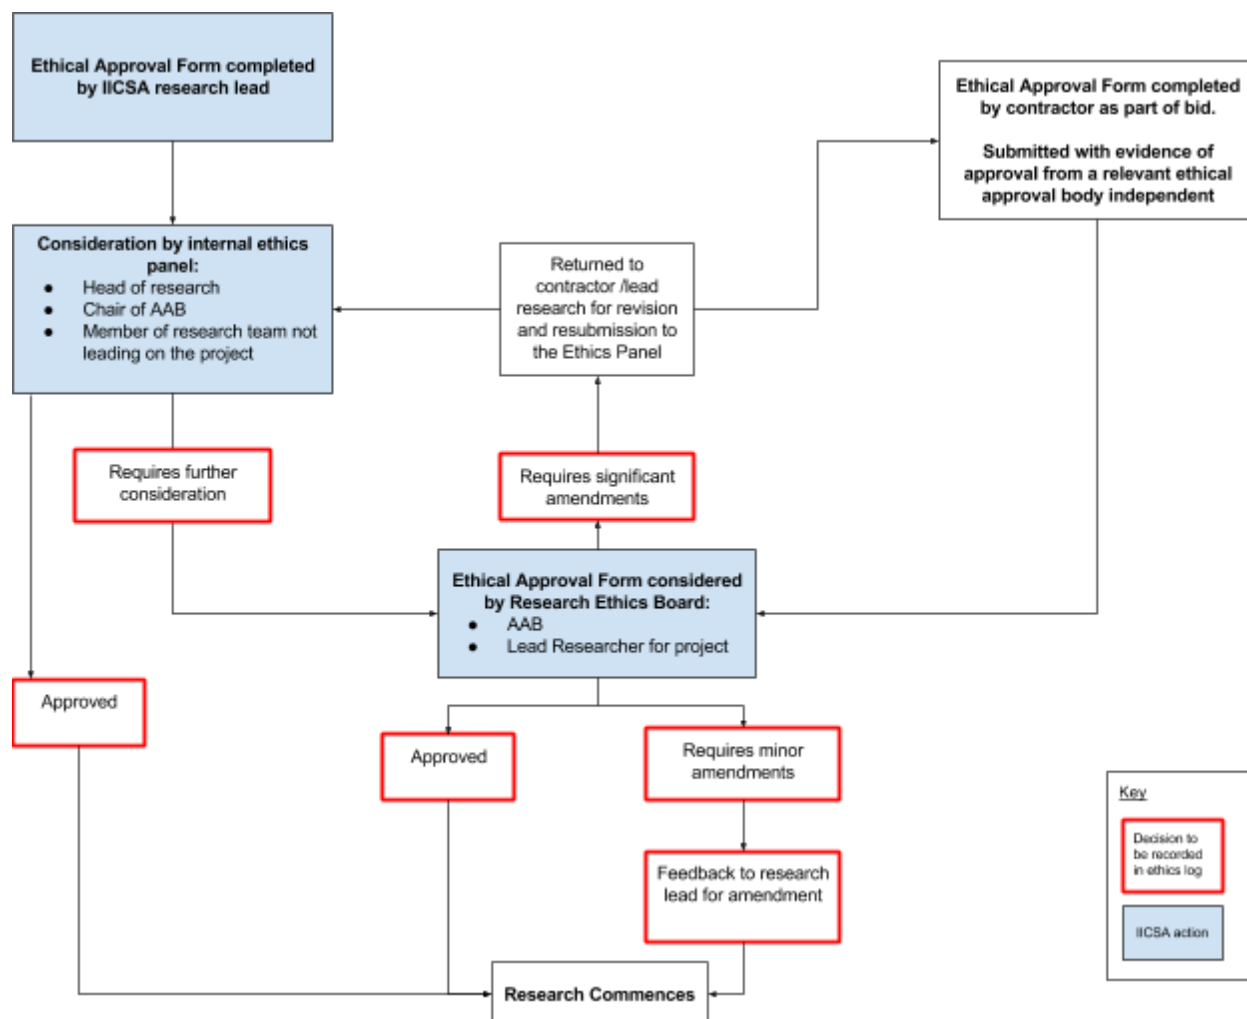 Ethical Approval Form completed
by IICSA research lead
Ethical Approval Form completed
by contractor as part of bid.
Submitted with evidence of
approval from a relevant ethical
approval body independent
Consideration by internal ethics
panel:
● Head of research
● Chair of AAB
● Member of research team not
leading on the project
Returned to
contractor /lead
research for revision
and resubmission to
the Ethics Panel
Requires further
consideration
Requires significant
amendments
Ethical Approval Form considered
by Research Ethics Board:
● AAB
● Lead Researcher for project
Approved
Approved
Requires minor
amendments
Feedback to research
lead for amendment
Research Commences
Key
Decision to
be recorded
in ethics log
IICSA action